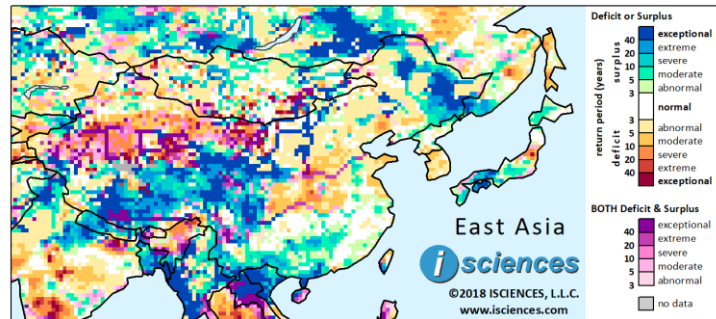 Deficit or Surplus
return period (years)
surplus
deficit
40
20
10
5
3
3
5
10
20
40
exceptional
extreme
severe
moderate
abnormal
normal
abnormal
moderate
severe
extreme
exceptional
BOTH Deficit & Surplus
40
20
10
5
3
exceptional
extreme
severe
moderate
abnormal
no data
East Asia
i sciences
©2018 ISCIENCES, L.L.C.
www.isciences.com